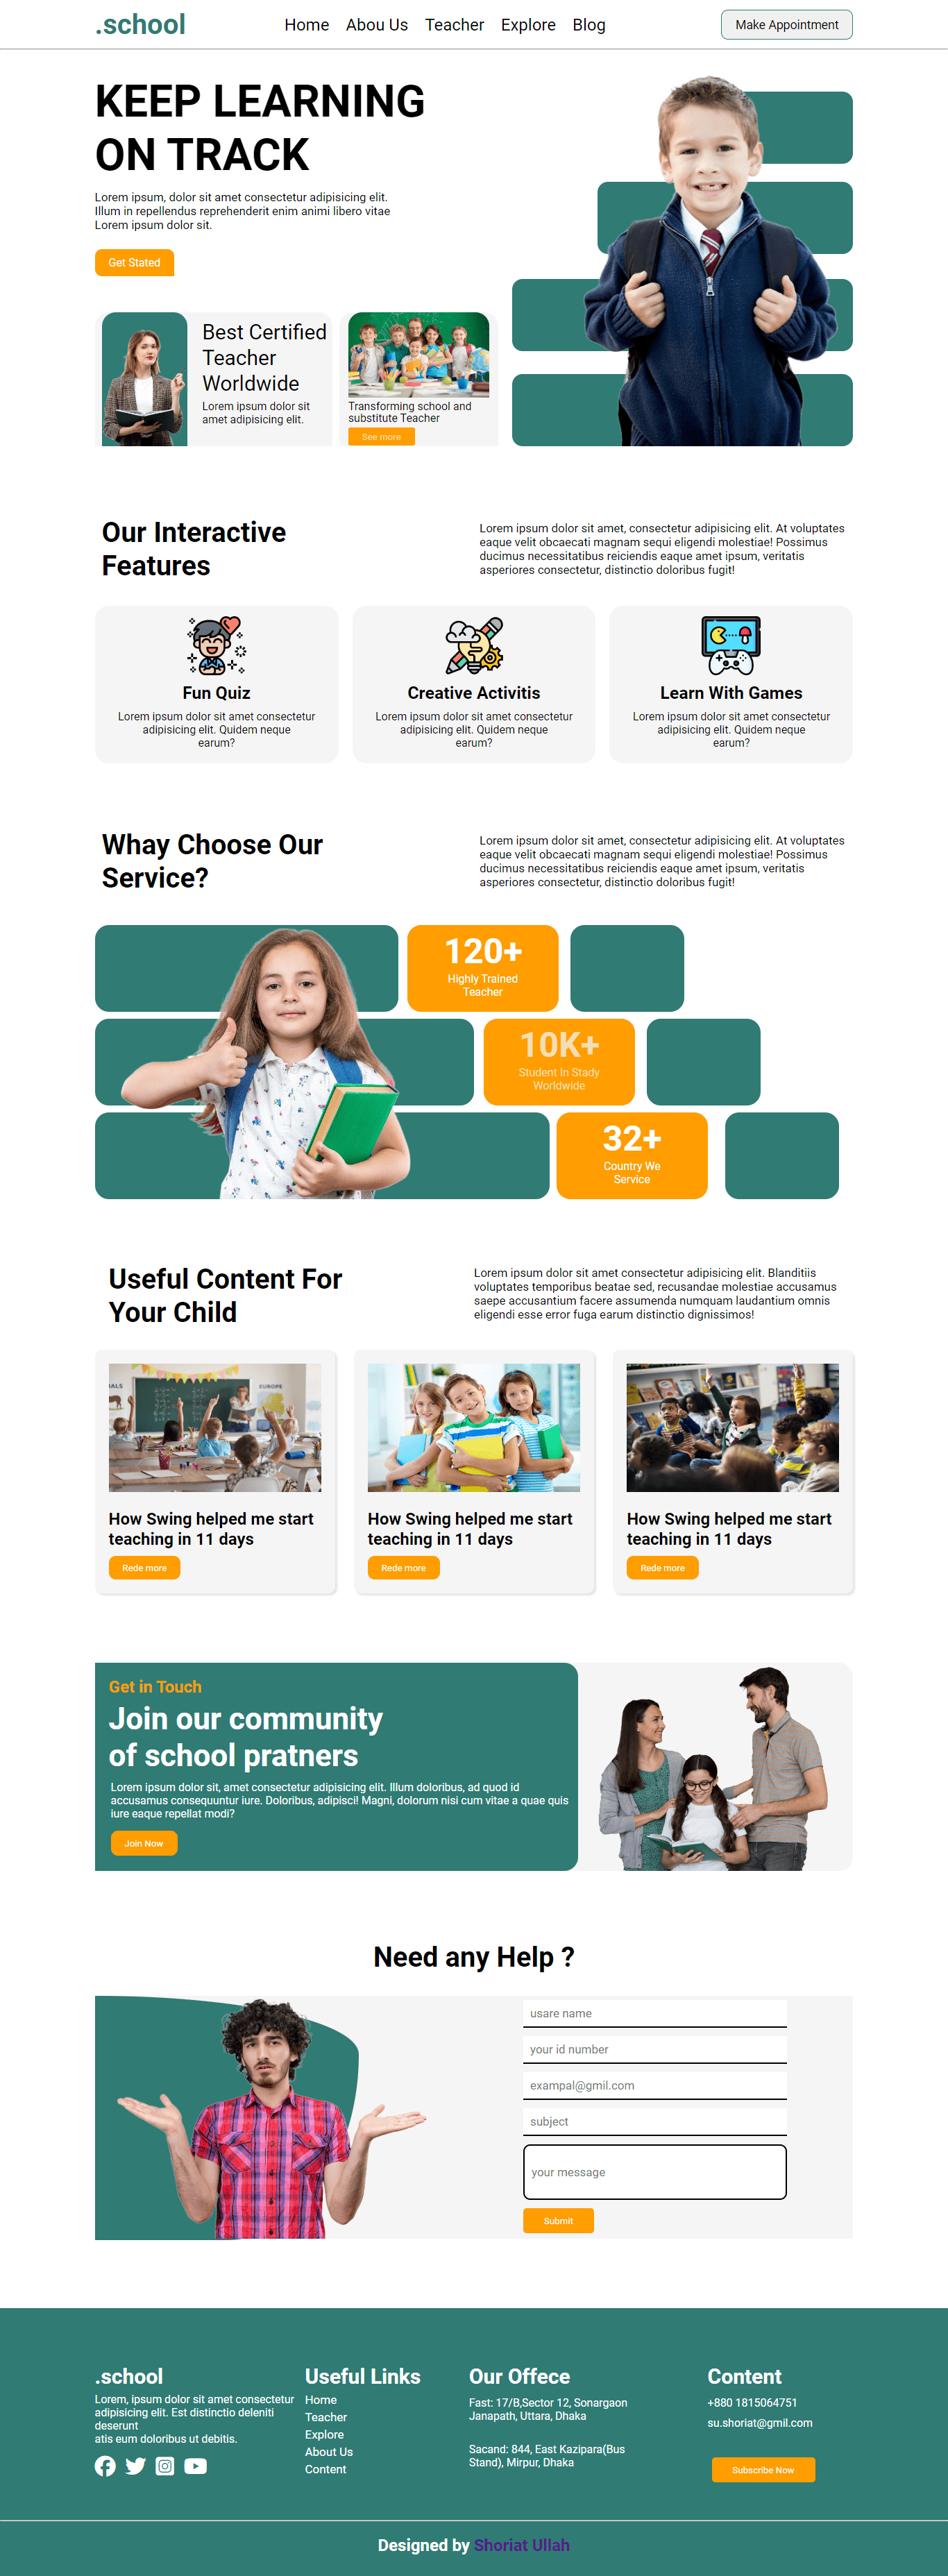 .school
Home
Abou Us
Teacher
Explore
Blog
Make Appointment
KEEP LEARNING
ON TRACK
Lorem ipsum, dolor sit amet consectetur adipisicing elit.
Illum in repellendus reprehenderit enim animi libero vitae
Lorem ipsum dolor sit.
Get Stated
Best Certified
Teacher
Worldwide
Lorem ipsum dolor sit
amet adipisicing elit.
Transforming school and
substitute Teacher
See more
Our Interactive
Features
Lorem ipsum dolor sit amet, consectetur adipisicing elit. At voluptates
eaque velit obcaecati magnam sequi eligendi molestiae! Possimus
ducimus necessitatibus reiciendis eaque amet ipsum, veritatis
asperiores consectetur, distinctio doloribus fugit!
Fun Quiz
Lorem ipsum dolor sit amet consectetur
adipisicing elit. Quidem neque
earum?
Creative Activitis
Lorem ipsum dolor sit amet consectetur
adipisicing elit. Quidem neque
earum?
Learn With Games
Lorem ipsum dolor sit amet consectetur
adipisicing elit. Quidem neque
earum?
Whay Choose Our
Service?
Lorem ipsum dolor sit amet, consectetur adipisicing elit. At voluptates
eaque velit obcaecati magnam sequi eligendi molestiae! Possimus
ducimus necessitatibus reiciendis eaque amet ipsum, veritatis
asperiores consectetur, distinctio doloribus fugit!
120+
Highly Trained
Teacher
10K+
Student In Stady
Worldwide
32+
Country We
Service
Useful Content For
Your Child
Lorem ipsum dolor sit amet consectetur adipisicing elit. Blanditiis
voluptates temporibus beatae sed, recusandae molestiae accusamus
saepe accusantium facere assumenda numquam laudantium omnis
eligendi esse error fuga earum distinctio dignissimos!
EUROPE
How Swing helped me start
teaching in 11 days
Rede more
How Swing helped me start
teaching in 11 days
Rede more
How Swing helped me start
teaching in 11 days
Rede more
Get in Touch
Join our community
of school pratners
Lorem ipsum dolor sit, amet consectetur adipisicing elit. Illum doloribus, ad quod id
accusamus consequuntur iure. Doloribus, adipisci! Magni, dolorum nisi cum vitae a quae quis
iure eaque repellat modi?
Join Now
Need any Help ?
usare name
your id number
exampal@gmil.com
subject
your message
Submit
.school
Lorem, ipsum dolor sit amet consectetur
adipisicing elit. Est distinctio deleniti
deserunt
atis eum doloribus ut debitis.
Useful Links
Home
Teacher
Explore
About Us
Content
Our Offece
Fast: 17/B,Sector 12, Sonargaon
Janapath, Uttara, Dhaka
Sacand: 844, East Kazipara(Bus
Stand), Mirpur, Dhaka
Content
+880 1815064751
su.shoriat@gmil.com
Subscribe Now
Designed by Shoriat Ullah